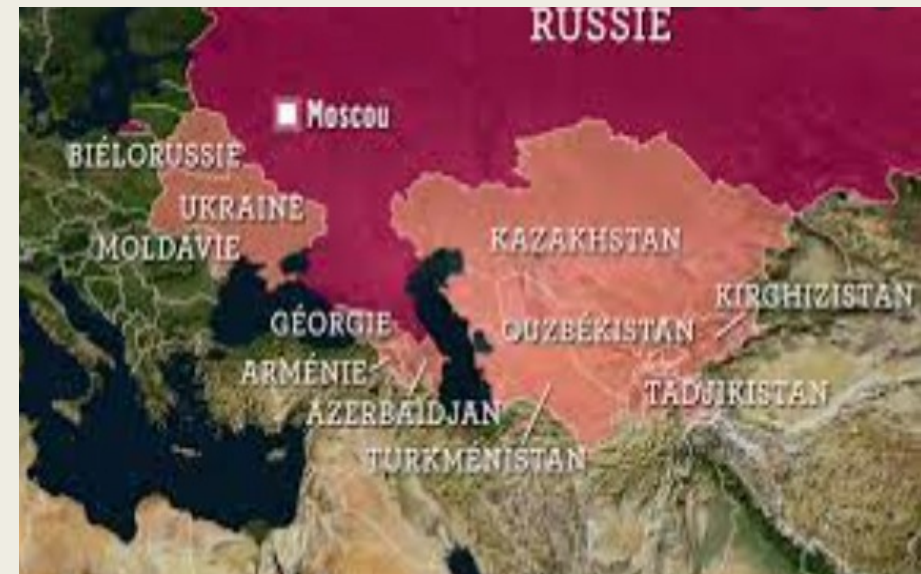 RUSSIE
Moscou
BIÉLORUSSIE
UKRAINE
MOLDAVIE
KAZAKHSTAN
KIRGHIZISTAN
GÉORGIE
OUZBÉKISTAN
ARMÉNIE
TADJIKISTAN
AZERBAÏDJAN
TURKMÉNISTAN